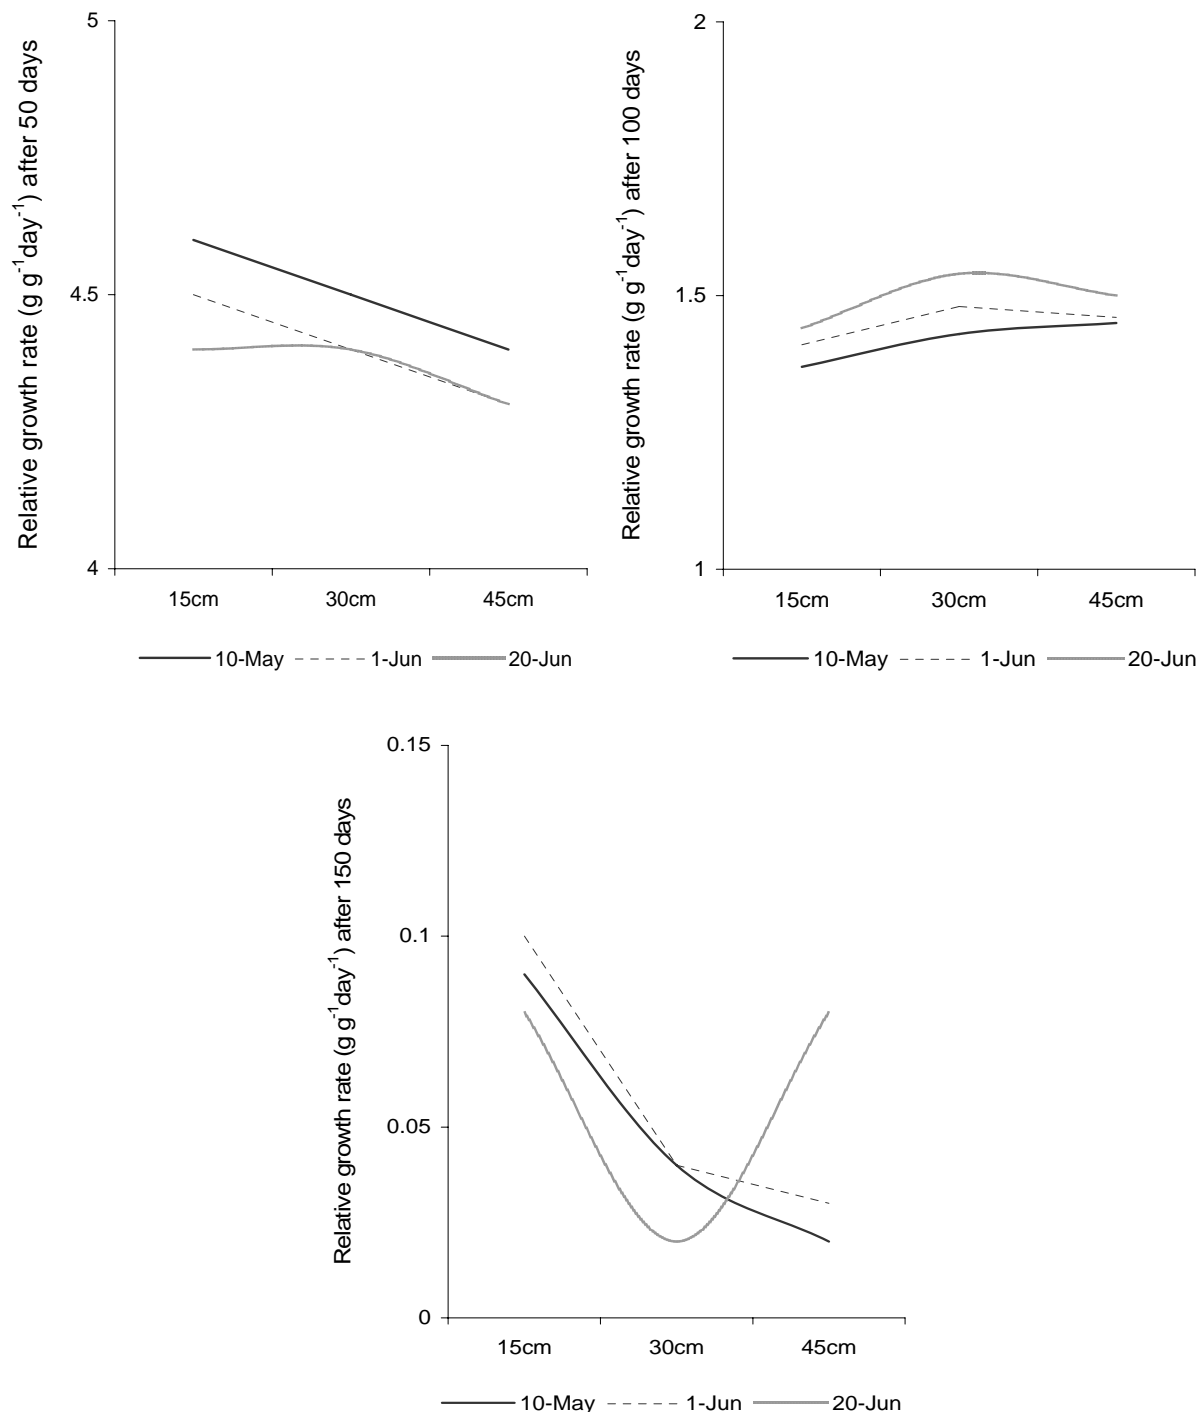 Relative growth rate (g g⁻¹day⁻¹) after 50 days
5
4.5
4
15cm 30cm 45cm
10-May 1-Jun 20-Jun
Relative growth rate (g g⁻¹day⁻¹) after 100 days
2
1.5
1
15cm 30cm 45cm
10-May 1-Jun 20-Jun
Relative growth rate (g g⁻¹day⁻¹) after 150 days
0.15
0.1
0.05
0
15cm 30cm 45cm
10-May 1-Jun 20-Jun